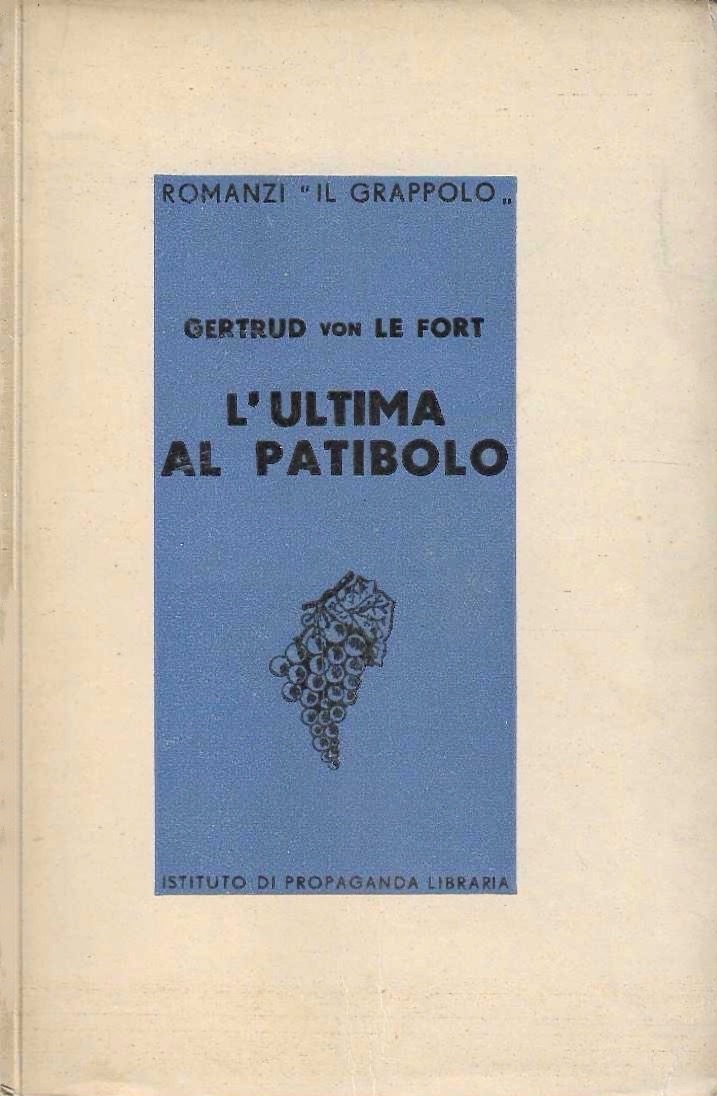 ROMANZI "IL GRAPPOLO„
GERTRUD VON LE FORT
L'ULTIMA
AL PATIBOLO
ISTITUTO DI PROPAGANDA LIBRARIA